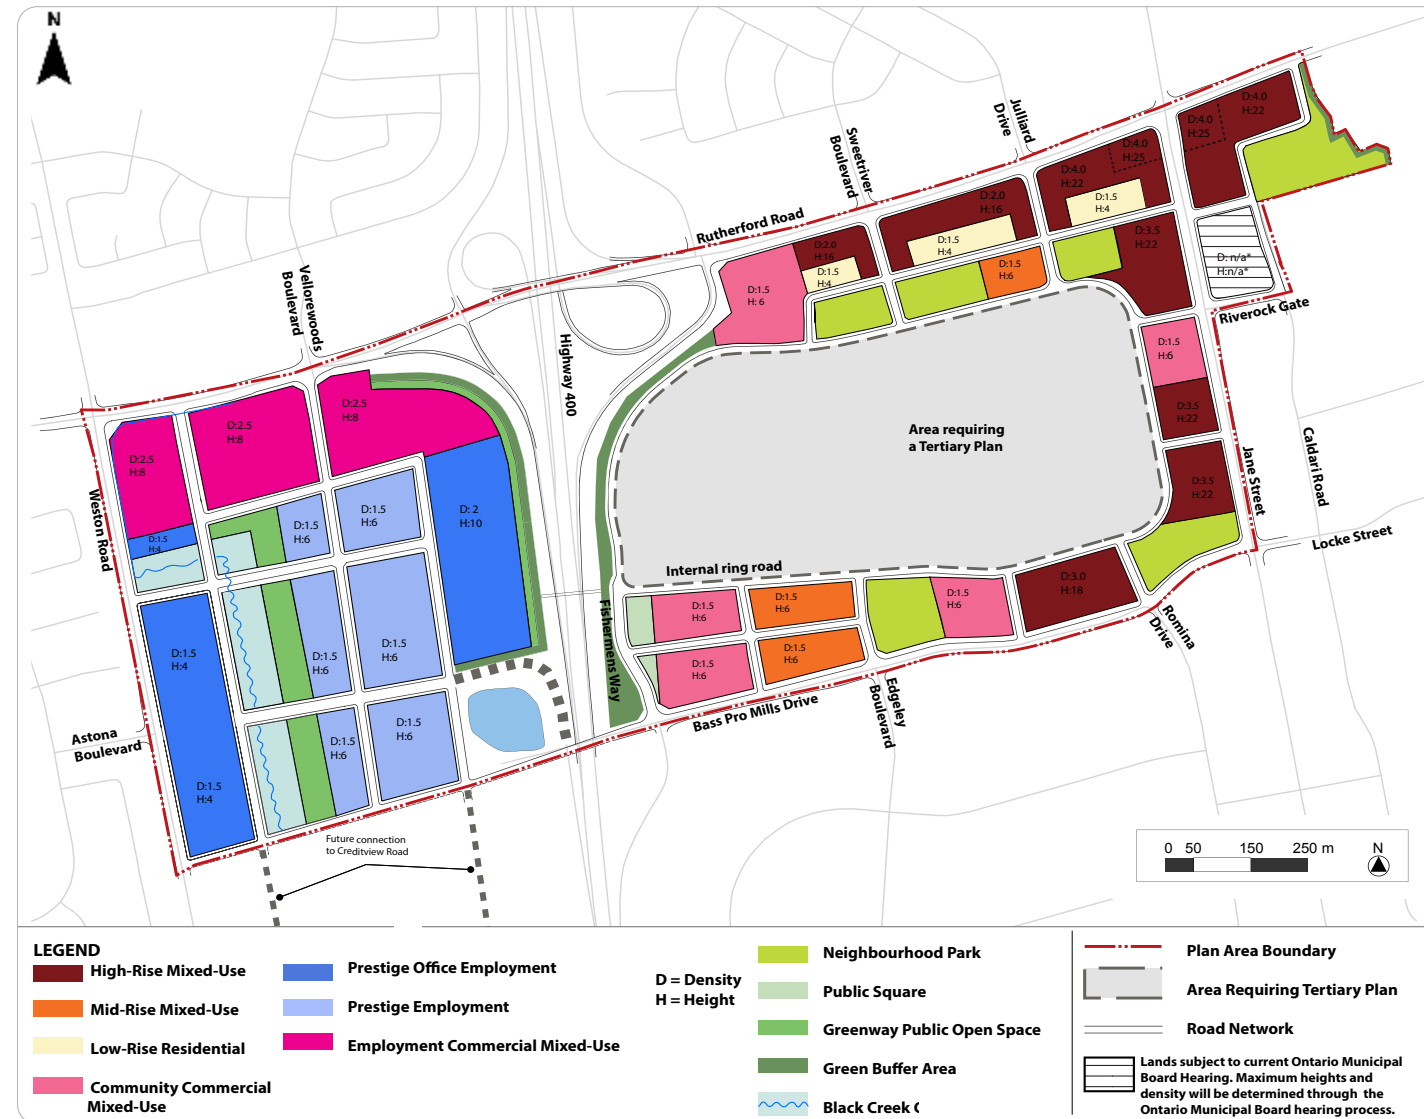 N
Julliard
Drive
Sweetriver
Boulevard
Rutherford Road
Vellorewoods
Boulevard
Highway 400
D:4.0
H:22
D:4.0
H:25
D:4.0
H:25
D:4.0
H:22
D:1.5
H:4
D:2.0
H:16
D:1.5
H:4
D:2.0
H:16
D:1.5
H:4
D:3.5
H:22
D:1.5
H:6
D:1.5
H: 6
D: n/a*
H:n/a*
Riverock Gate
D:1.5
H:6
D:3.5
H:22
D:3.5
H:22
Jane Street
Caldari Road
Locke Street
Area requiring
a Tertiary Plan
Internal ring road
D:2.5
H:8
D:2.5
H:8
D:2.5
H:8
Weston Road
D:1.5
H:4
D:1.5
H:6
D:1.5
H:6
D: 2
H:10
D:1.5
H:4
D:1.5
H:6
D:1.5
H:6
D:1.5
H:4
D:1.5
H:6
D:1.5
H:6
Astona
Boulevard
Fishermens Way
D:1.5
H:6
D:1.5
H:6
D:1.5
H:6
D:3.0
H:18
D:1.5
H:6
D:1.5
H:6
Romina
Drive
Edgeley
Boulevard
Bass Pro Mills Drive
Future connection
to Creditview Road
0 50 150 250 m
N
LEGEND
High-Rise Mixed-Use
Mid-Rise Mixed-Use
Low-Rise Residential
Community Commercial
Mixed-Use
Prestige Office Employment
Prestige Employment
Employment Commercial Mixed-Use
D = Density
H = Height
Neighbourhood Park
Public Square
Greenway Public Open Space
Green Buffer Area
Black Creek
Plan Area Boundary
Area Requiring Tertiary Plan
Road Network
Lands subject to current Ontario Municipal
Board Hearing. Maximum heights and
density will be determined through the
Ontario Municipal Board hearing process.